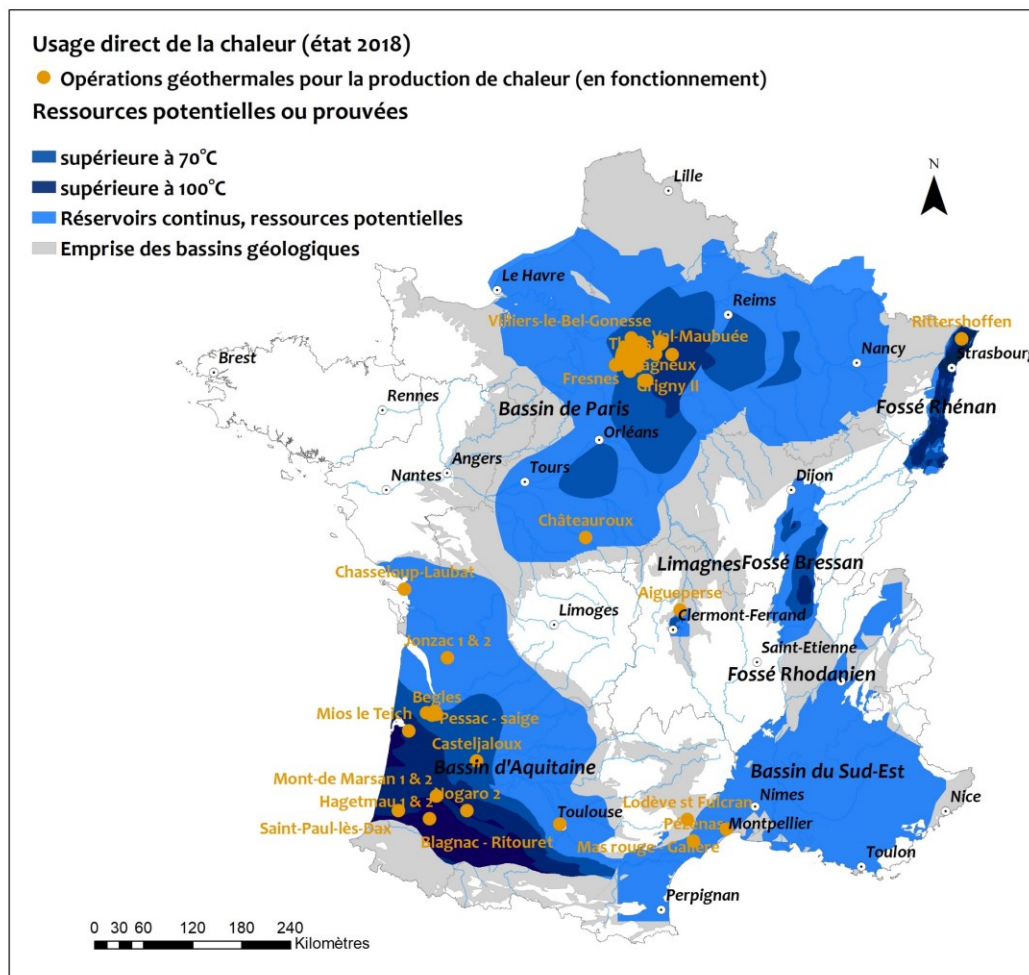 Usage direct de la chaleur (état 2018)
Opérations géothermales pour la production de chaleur (en fonctionnement)
Ressources potentielles ou prouvées
supérieure à 70°C
supérieure à 100°C
Réservoirs continus, ressources potentielles
Emprise des bassins géologiques
N
Lille
Le Havre
Reims
Villiers-le-Bel-Gonesse
Val-Maubuée
Rittershoffen
Nancy
Strasbourg
Brest
Fresnes
Grigny II
Rennes
Bassin de Paris
Fossé Rhénan
Orléans
Angers
Tours
Nantes
Dijon
Châteauroux
Limagnes
Fossé Bressan
Chasseloup-Laubat
Aigueperse
Limoges
Clermont-Ferrand
Jonzac 1 & 2
Saint-Etienne
Fossé Rhodanien
Begles
Mios le Teich
Pessac - saige
Casteljaloux
Bassin d'Aquitaine
Bassin du Sud-Est
Mont-de Marsan 1 & 2
Nogaro 2
Hagetmau 1 & 2
Toulouse
Lodève st Fulcran
Nimes
Nice
Saint-Paul-lès-Dax
Pézenas
Montpellier
Blagnac - Ritouret
Mas rouge - Galière
Toulon
Perpignan
0 30 60 120 180 240
Kilomètres